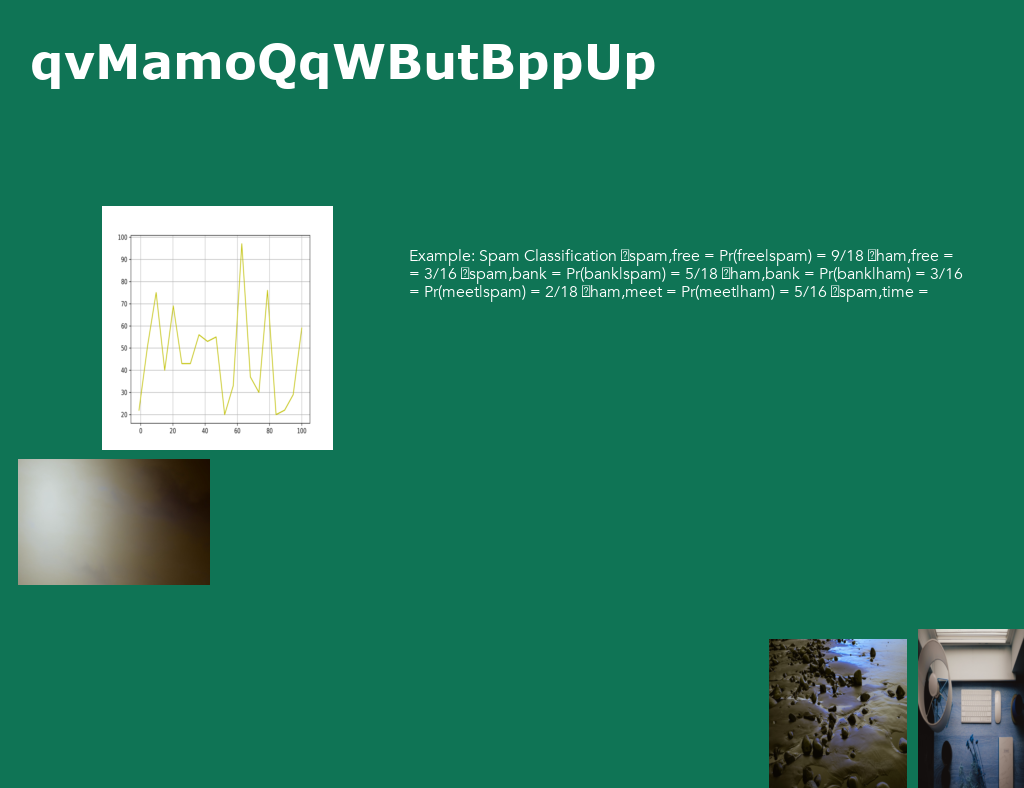 qvMamoQqWButBppUp
100
90
80
70
60
50
40
30
20
0 20 40 60 80 100
Example: Spam Classification spam,free = Pr(free|spam) = 9/18 ham,free =
= 3/16 spam,bank = Pr(bank|spam) = 5/18 ham,bank = Pr(bank|ham) = 3/16
= Pr(meet|spam) = 2/18 ham,meet = Pr(meet|ham) = 5/16 spam,time =